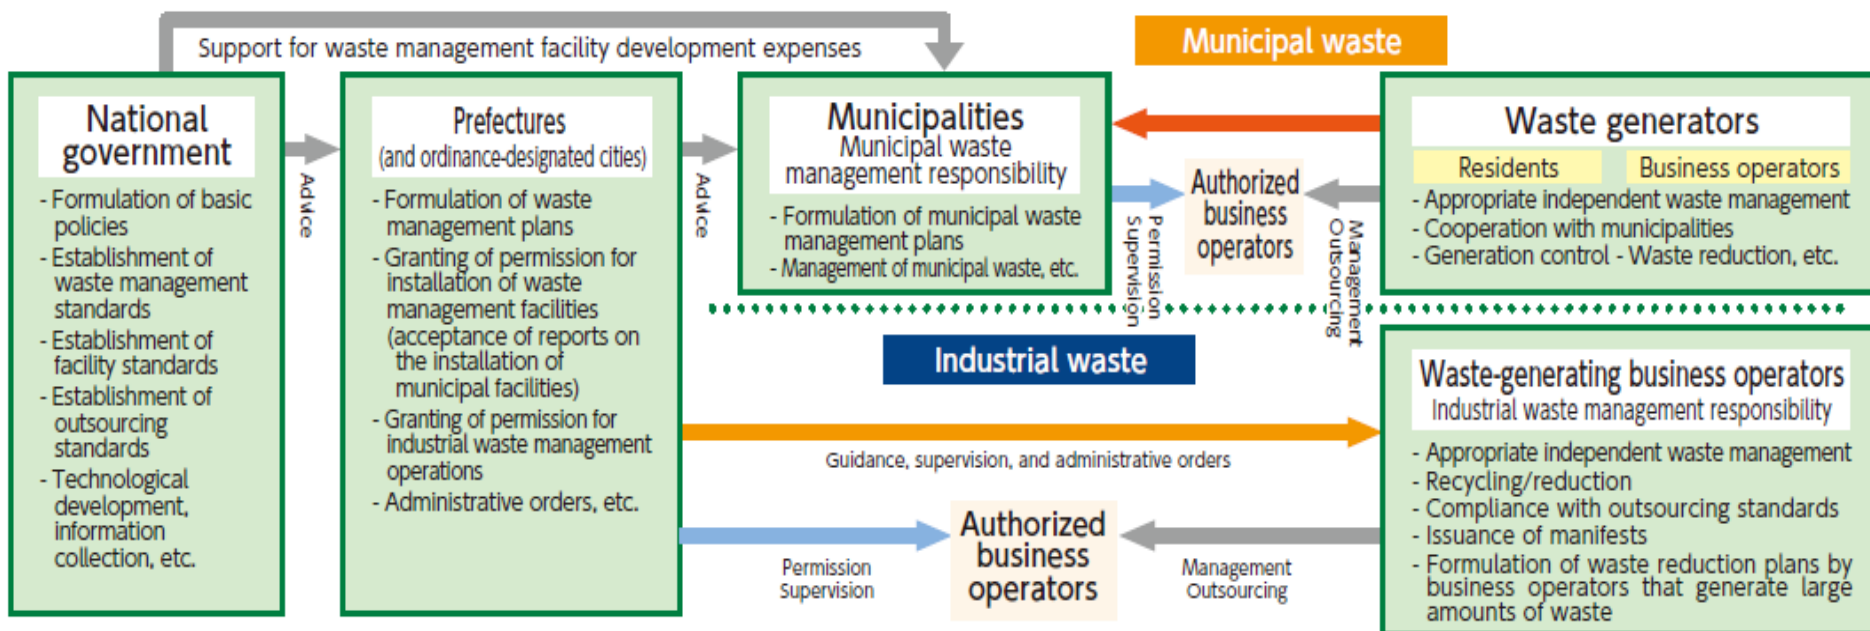 Support for waste management facility development expenses
Municipal waste
National
government
- Formulation of basic
policies
- Establishment of
waste management
standards
- Establishment of
facility standards
- Establishment of
outsourcing
standards
- Technological
development,
information
collection, etc.
Advice
Prefectures
(and ordinance-designated cities)
- Formulation of waste
management plans
- Granting of permission for
installation of waste
management facilities
(acceptance of reports on
the installation of
municipal facilities)
- Granting of permission for
industrial waste management
operations
- Administrative orders, etc.
Advice
Municipalities
Municipal waste
management responsibility
- Formulation of municipal waste
management plans
- Management of municipal waste, etc.
Permission
Supervision
Authorized
business
operators
Management
Outsourcing
Waste generators
Residents
Business operators
- Appropriate independent waste management
- Cooperation with municipalities
- Generation control - Waste reduction, etc.
Industrial waste
Guidance, supervision, and administrative orders
Permission
Supervision
Authorized
business
operators
Management
Outsourcing
Waste-generating business operators
Industrial waste management responsibility
- Appropriate independent waste management
- Recycling/reduction
- Compliance with outsourcing standards
- Issuance of manifests
- Formulation of waste reduction plans by
business operators that generate large
amounts of waste